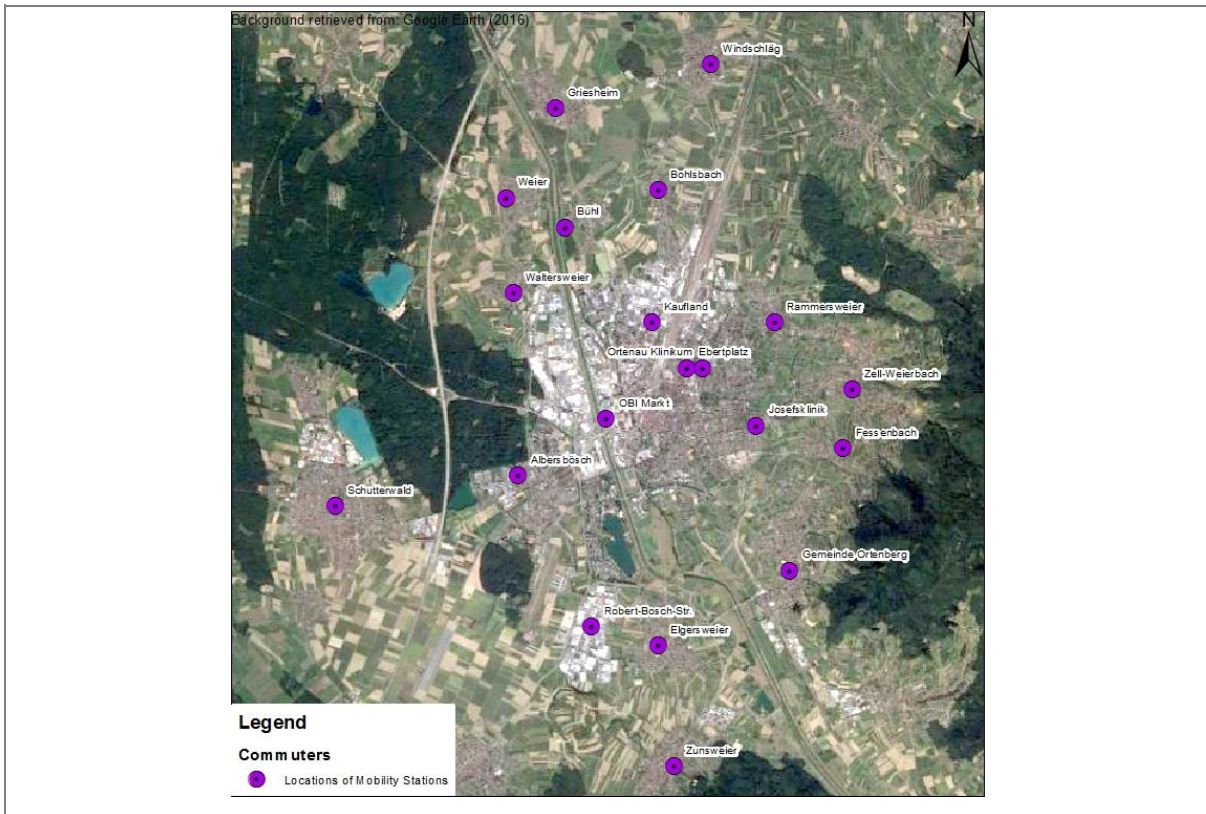 Background retrieved from: Google Earth (2016)
N
Windschläg
Griesheim
Bohlsbach
Weier
Bühl
Waltersweier
Kaufland
Rammersweier
Ortenau Klinikum
Ebertplatz
Zell-Weierbach
OBI Markt
Josefsklinik
Fessenbach
Albersbösch
Schutterwald
Gemeinde Ortenberg
Robert-Bosch-Str.
Elgersweier
Zunsweier
Legend
Commuters
Locations of Mobility Stations